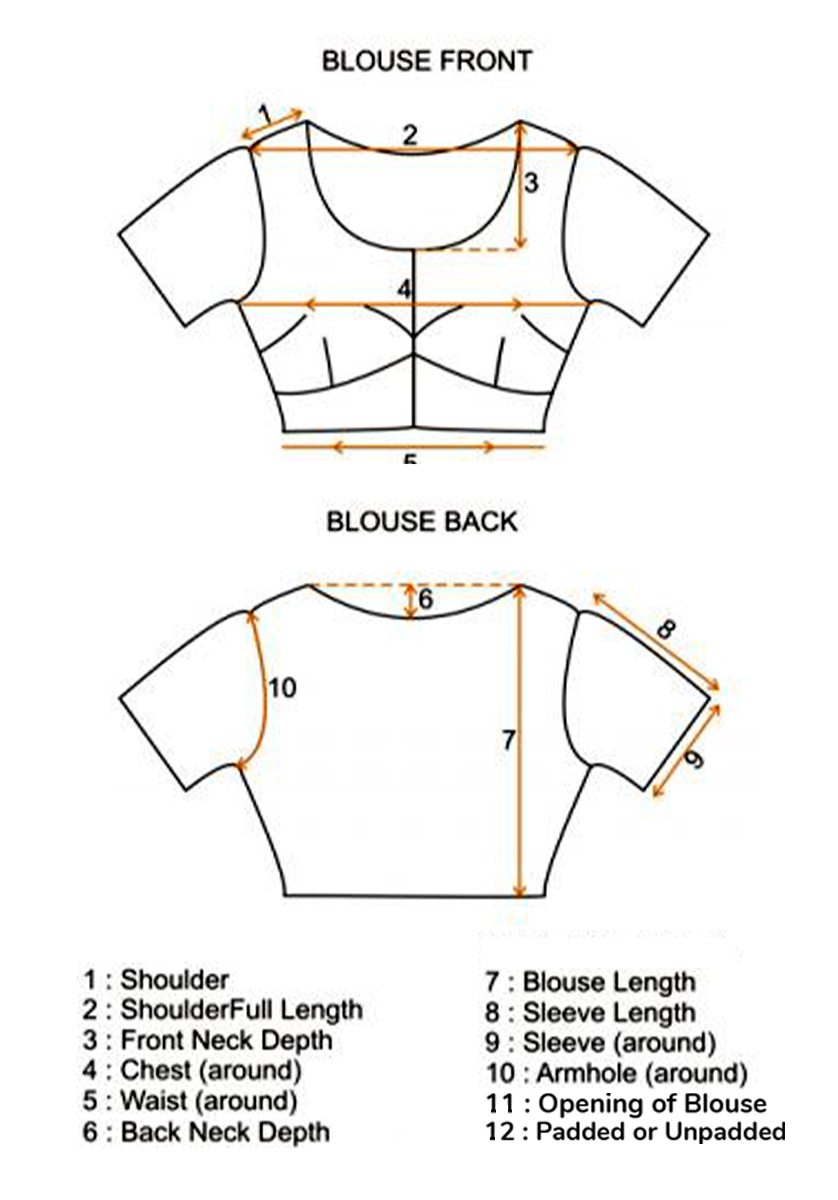 BLOUSE FRONT
1
2
3
4
5
BLOUSE BACK
6
10
8
7
9
1 : Shoulder
2 : ShoulderFull Length
3 : Front Neck Depth
4 : Chest (around)
5 : Waist (around)
6 : Back Neck Depth
7 : Blouse Length
8 : Sleeve Length
9 : Sleeve (around)
10 : Armhole (around)
11 : Opening of Blouse
12 : Padded or Unpadded